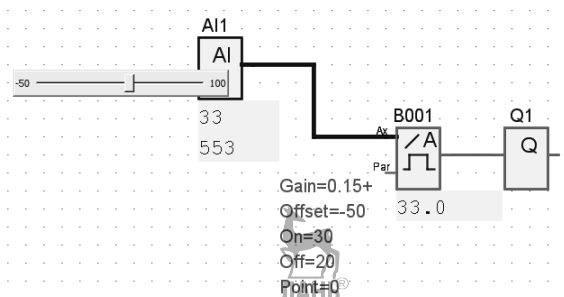 AI1
AI
-50 100
33
553
B001
Ax
A
Par
33.0
Q1
Q
Gain=0.15+
Offset=-50
On=30
Off=20
Point=0
®